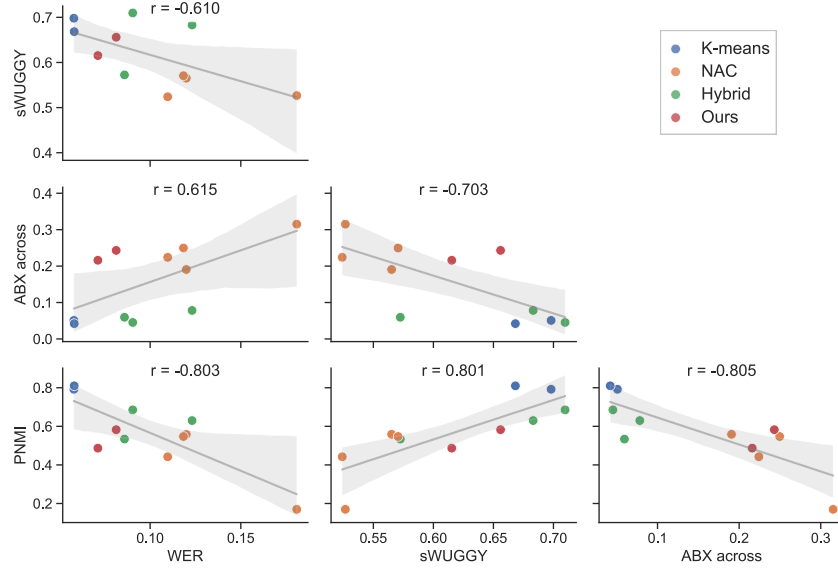 r = -0.610
0.7
0.6
0.5
0.4
sWUGGY
K-means
NAC
Hybrid
Ours
r = 0.615
r = -0.703
0.4
0.3
0.2
0.1
0.0
ABX across
r = -0.803
r = 0.801
r = -0.805
0.8
0.6
0.4
0.2
PNMI
0.10 0.15 0.55 0.60 0.65 0.70 0.1 0.2 0.3
WER sWUGGY ABX across